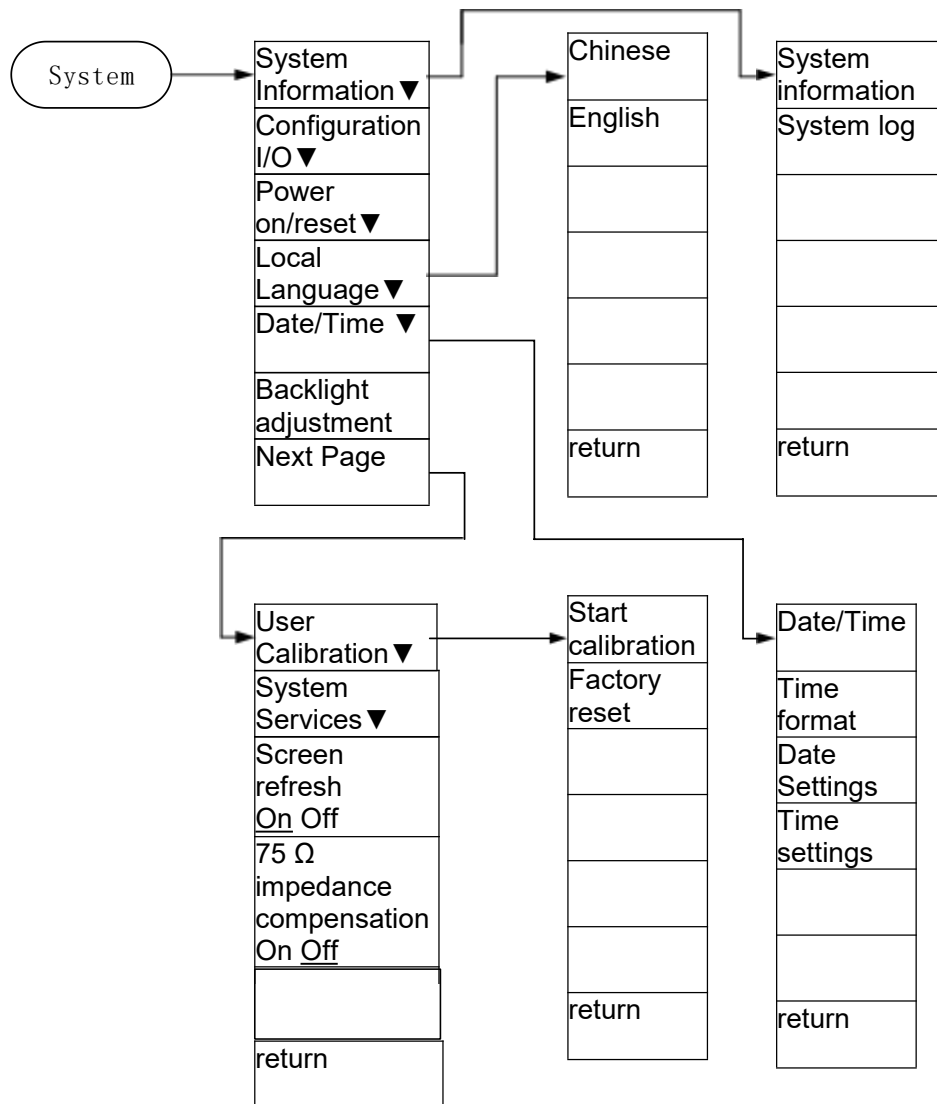 System
System
Information▼
Configuration
I/O▼
Power
on/reset▼
Local
Language▼
Date/Time ▼
Backlight
adjustment
Next Page
Chinese
English
return
System
information
System log
return
User
Calibration▼
System
Services▼
Screen
refresh
On Off
75 Ω
impedance
compensation
On Off
return
Start
calibration
Factory
reset
return
Date/Time
Time
format
Date
Settings
Time
settings
return